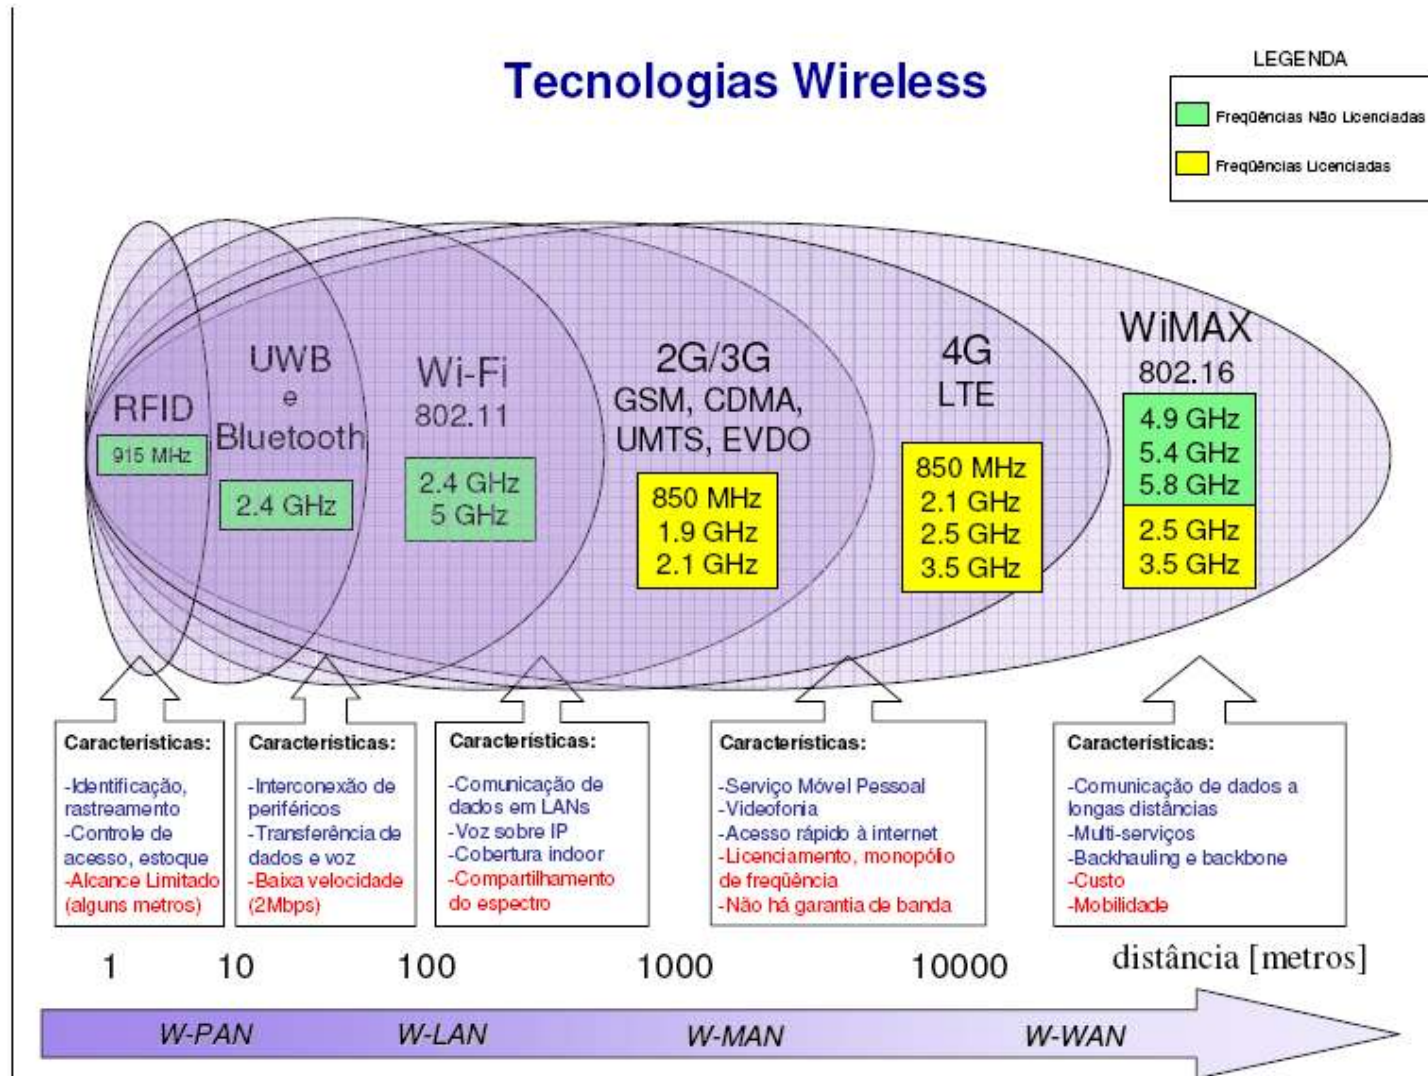 Tecnologias Wireless
LEGENDA
Freqüências Não Licenciadas
Freqüências Licenciadas
RFID
915 MHz
UWB
e
Bluetooth
2.4 GHz
Wi-Fi
802.11
2.4 GHz
5 GHz
2G/3G
GSM, CDMA,
UMTS, EVDO
850 MHz
1.9 GHz
2.1 GHz
4G
LTE
850 MHz
2.1 GHz
2.5 GHz
3.5 GHz
WiMAX
802.16
4.9 GHz
5.4 GHz
5.8 GHz
2.5 GHz
3.5 GHz
Características:
-Identificação,
rastreamento
-Controle de
acesso, estoque
-Alcance Limitado
(alguns metros)
Características:
-Interconexão de
periféricos
-Transferência de
dados e voz
-Baixa velocidade
(2Mbps)
Características:
-Comunicação de
dados em LANs
-Voz sobre IP
-Cobertura indoor
-Compartilhamento
do espectro
Características:
-Serviço Móvel Pessoal
-Videofonia
-Acesso rápido à internet
-Licenciamento, monopólio
de freqüência
-Não há garantia de banda
Características:
-Comunicação de dados a
longas distâncias
-Multi-serviços
-Backhauling e backbone
-Custo
-Mobilidade
1 10 100 1000 10000 distância [metros]
W-PAN W-LAN W-MAN W-WAN